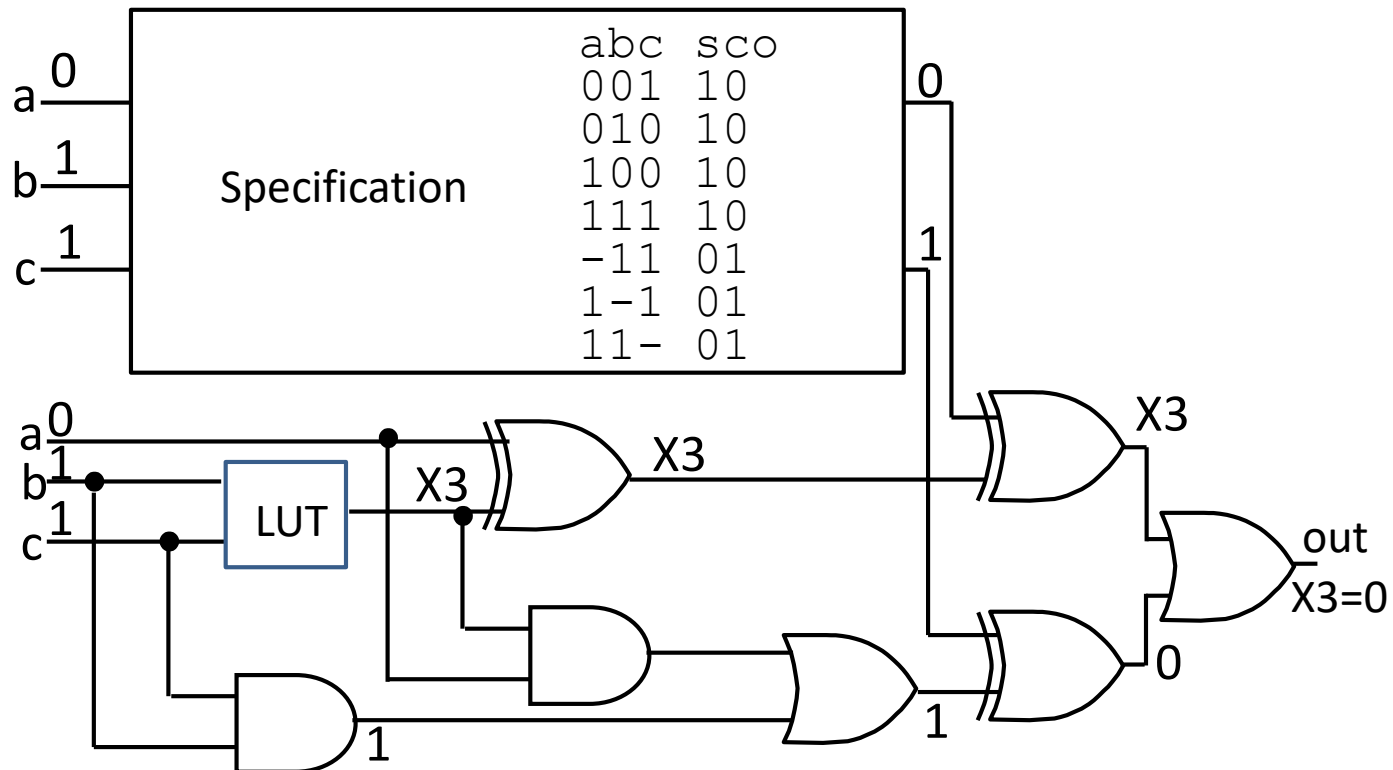 abc sco
001 10
010 10
100 10
111 10
-11 01
1-1 01
11- 01
Specification
a 0
b 1
c 1
0
1
a 0
b 1
c 1
LUT
X3
X3
X3
1
1
0
out
X3=0